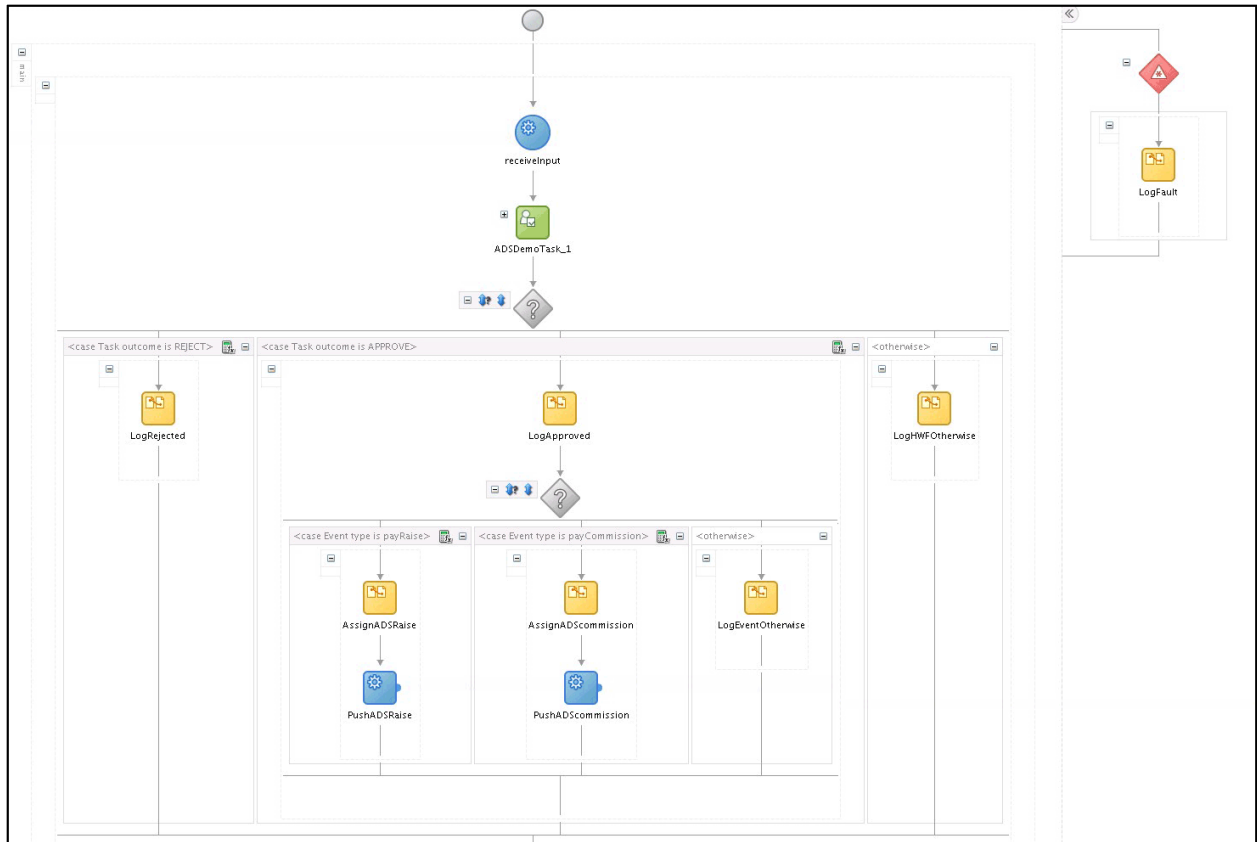 main
receiveInput
ADSDemoTask_1
LogFault
<case Task outcome is REJECT>
<case Task outcome is APPROVE>
<otherwise>
LogRejected
LogApproved
LogHWFOtherwise
<case Event type is payRaise>
<case Event type is payCommission>
<otherwise>
AssignADSRaise
AssignADScommission
LogEventOtherwise
PushADSRaise
PushADScommission